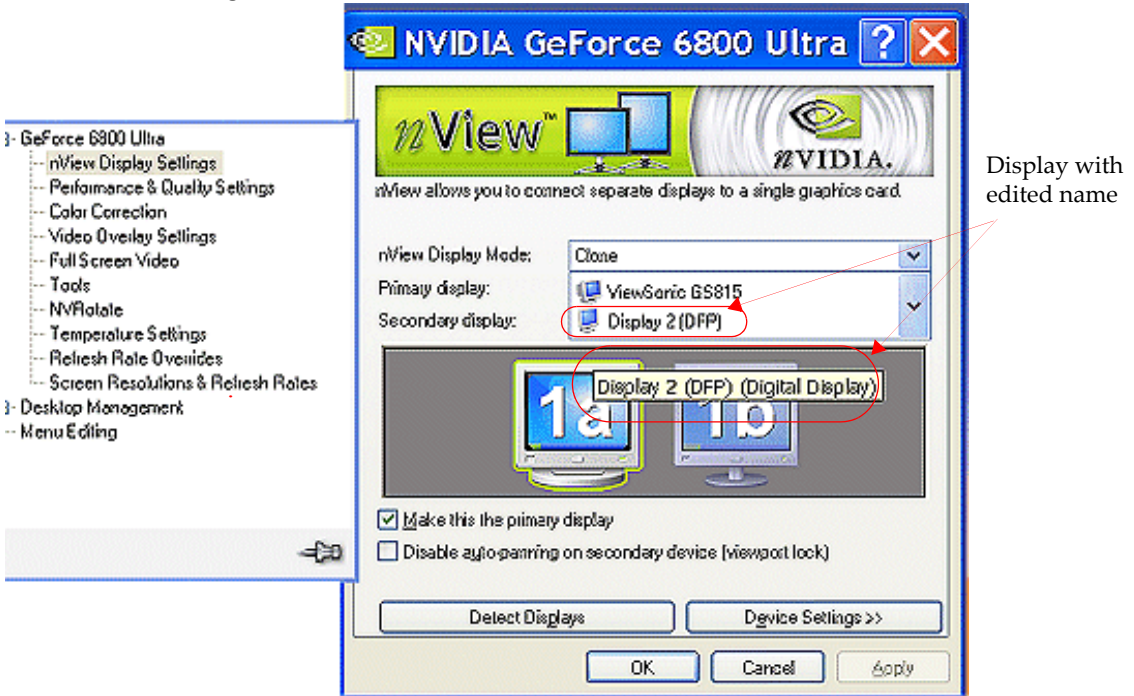 NVIDIA GeForce 6800 Ultra
nView™
nVIDIA.
nView allows you to connect separate displays to a single graphics card.
GeForce 6800 Ultra
nView Display Settings
Performance & Quality Settings
Color Correction
Video Overlay Settings
Full Screen Video
Tools
NVRotate
Temperature Settings
Refresh Rate Overrides
Screen Resolutions & Refresh Rates
Desktop Management
Menu Editing
nView Display Mode: Clone
Primary display: ViewSonic GS815
Secondary display: Display 2 (DFP)
Display 2 (DFP) (Digital Display)
1a 1b
Make this the primary display
Disable auto-panning on secondary device (viewport lock)
Detect Displays Device Settings >>
OK Cancel Apply
Display with
edited name